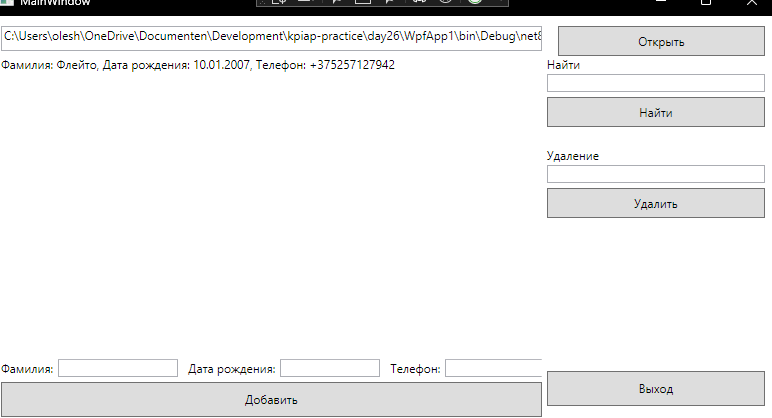 MainWindow
C:\Users\olesh\OneDrive\Documenten\Development\kpiap-practice\day26\WpfApp1\bin\Debug\net8
Открыть
Фамилия: Флейто, Дата рождения: 10.01.2007, Телефон: +375257127942
Найти
Найти
Удаление
Удалить
Фамилия: Дата рождения: Телефон:
Добавить
Выход